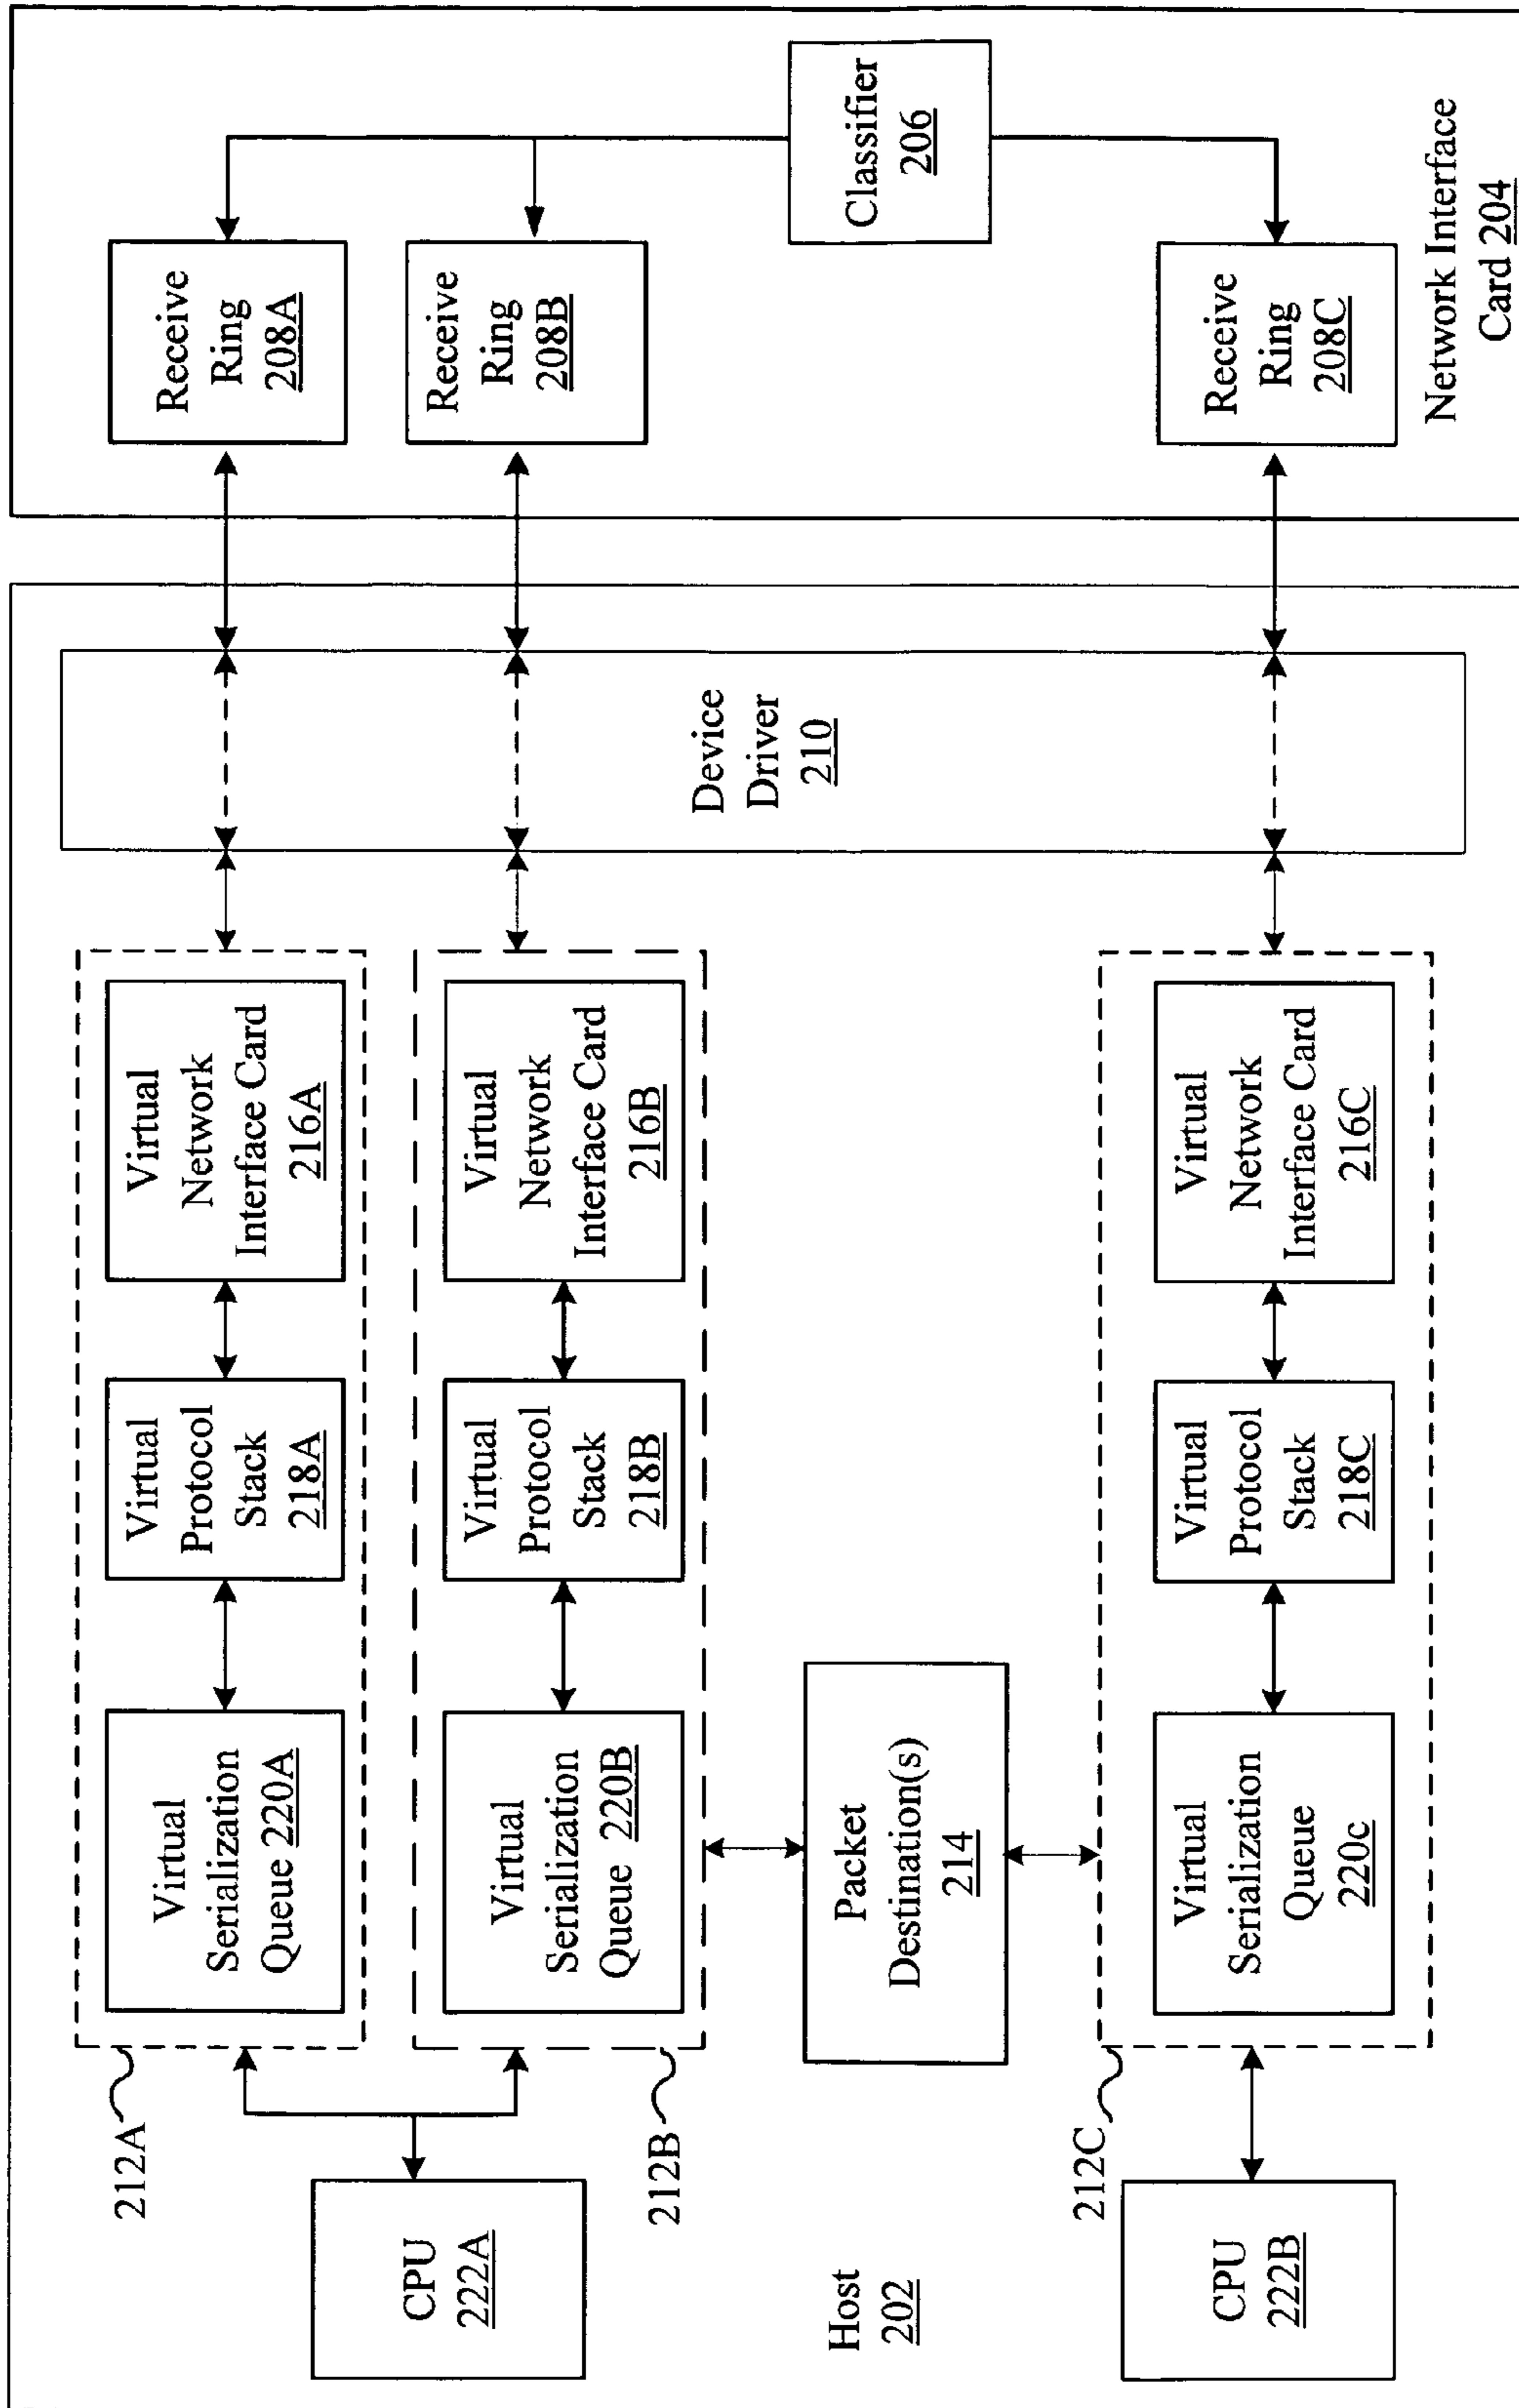 212A
Virtual
Serialization
Queue 220A
Virtual
Protocol
Stack
218A
Virtual
Network
Interface Card
216A
Receive
Ring
208A
CPU
222A
212B
Virtual
Serialization
Queue 220B
Virtual
Protocol
Stack
218B
Virtual
Network
Interface Card
216B
Receive
Ring
208B
Host
202
Packet
Destination(s)
214
Device
Driver
210
Classifier
206
212C
CPU
222B
Virtual
Serialization
Queue
220c
Virtual
Protocol
Stack
218C
Virtual
Network
Interface Card
216C
Receive
Ring
208C
Network Interface
Card 204